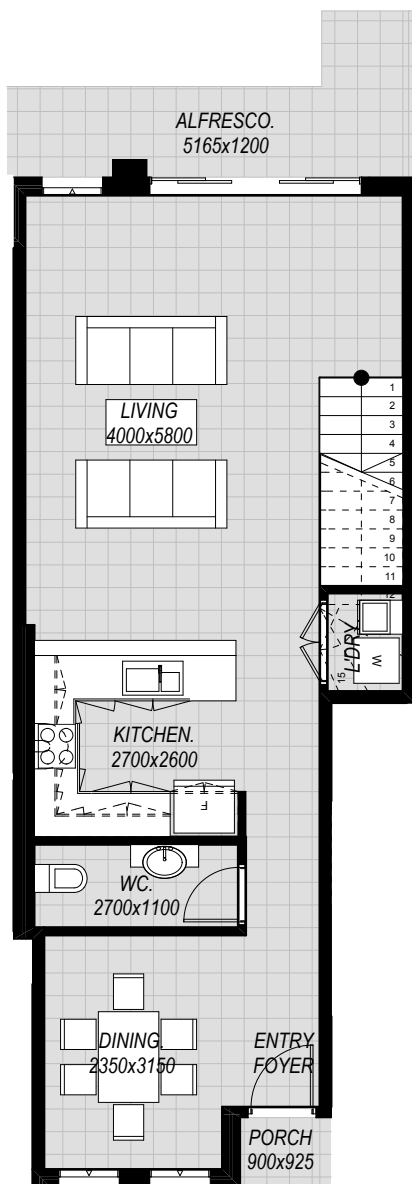 ALFRESCO.
5165x1200
LIVING
4000x5800
1
2
3
4
5
6
7
8
9
10
11
12
L'DRY
W
15
KITCHEN.
2700x2600
F
WC.
2700x1100
DINING.
2350x3150
ENTRY
FOYER
PORCH
900x925